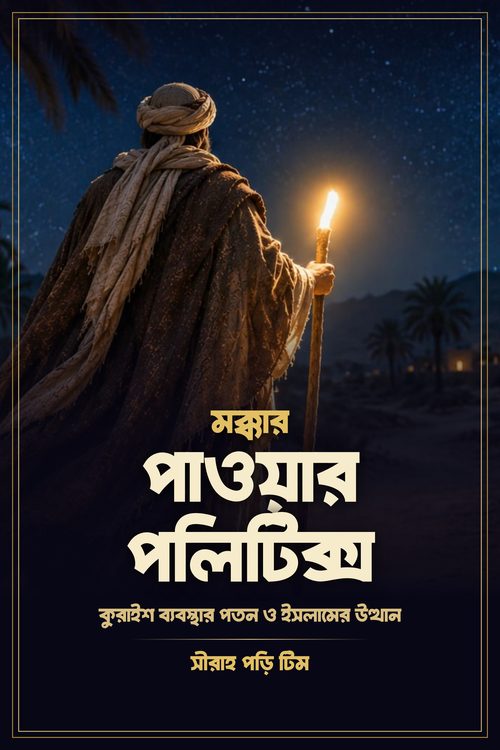 মক্কার
পাওয়ার
পলিটিক্স
কুরাইশ ব্যবস্থার পতন ও ইসলামের উত্থান
সীরাহ পড়ি টিম